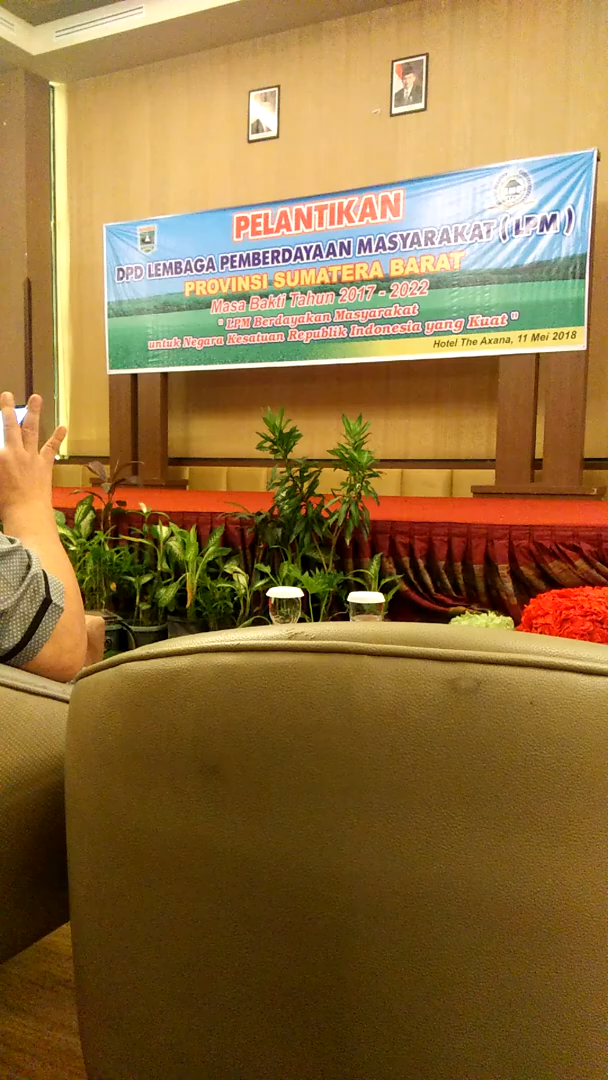 PELANTIKAN
DPD LEMBAGA PEMBERDAYAAN MASYARAKAT ( LPM )
PROVINSI SUMATERA BARAT
Masa Bakti Tahun 2017 - 2022
" LPM Berdayakan Masyarakat
untuk Negara Kesatuan Republik Indonesia yang Kuat "
Hotel The Axana, 11 Mei 2018